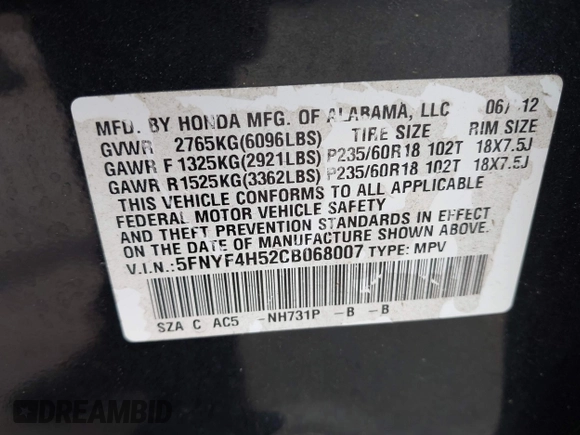 MFD. BY HONDA MFG. OF ALABAMA, LLC 06/ 12
GVWR 2765KG(6096LBS) TIRE SIZE RIM SIZE
GAWR F1325KG(2921LBS) P235/60R18 102T 18X7.5J
GAWR R1525KG(3362LBS) P235/60R18 102T 18X7.5J
THIS VEHICLE CONFORMS TO ALL APPLICABLE
FEDERAL MOTOR VEHICLE SAFETY
AND THEFT PREVENTION STANDARDS IN EFFECT
ON THE DATE OF MANUFACTURE SHOWN ABOVE.
V.I.N.:5FNYF4H52CB068007 TYPE: MPV
SZA C AC5 -NH731P -B -B
DREAMBID